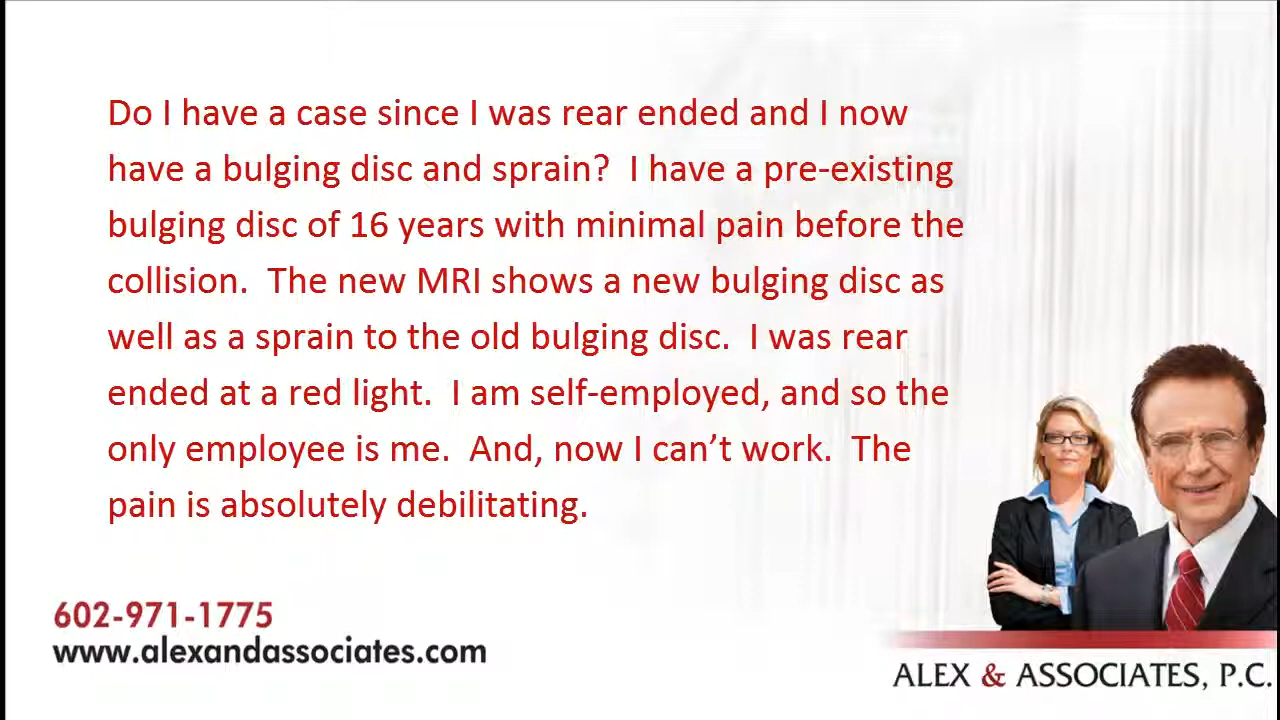 Do I have a case since I was rear ended and I now
have a bulging disc and sprain?  I have a pre-existing
bulging disc of 16 years with minimal pain before the
collision.  The new MRI shows a new bulging disc as
well as a sprain to the old bulging disc.  I was rear
ended at a red light.  I am self-employed, and so the
only employee is me.  And, now I can’t work.  The
pain is absolutely debilitating.
602-971-1775
www.alexandassociates.com
ALEX & ASSOCIATES, P.C.